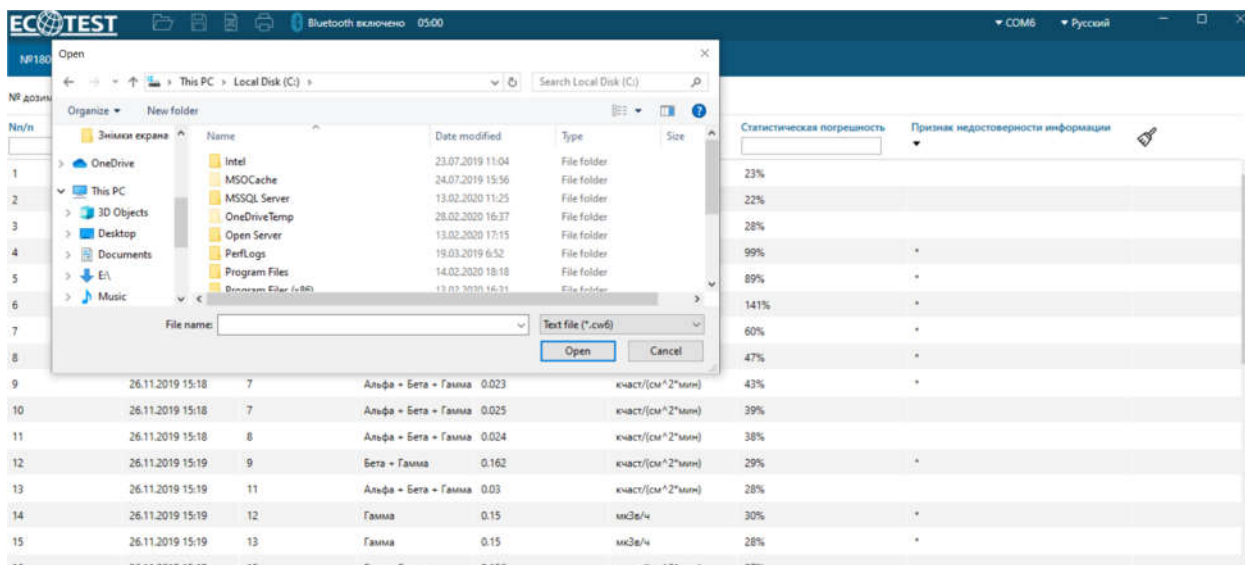 ECOTEST Bluetooth включено 05:00 COM6 Русский
№180
Open
This PC Local Disk (C:) Search Local Disk (C:)
№ дозим
Organize New folder
Nп/п Статистическая погрешность Признак недостоверности информации
Знімки екрана Name Date modified Type Size
OneDrive Intel 23.07.2019 11:04 File folder
1 MSOCache 24.07.2019 15:56 File folder 23%
This PC MSSQL Server 13.02.2020 11:25 File folder
2 3D Objects OneDriveTemp 28.02.2020 16:37 File folder 22%
3 Desktop Open Server 13.02.2020 17:15 File folder 28%
4 Documents PerfLogs 19.03.2019 6:52 File folder 99% *
5 E:\ Program Files 14.02.2020 18:18 File folder 89% *
Music Program Files (x86) 13.02.2020 16:31 File folder
6 141% *
7 File name: Text file (*.cw6) 60% *
8 Open Cancel 47% *
9 26.11.2019 15:18 7 Альфа + Бета + Гамма 0.023 кчаст/(см^2*мин) 43% *
10 26.11.2019 15:18 7 Альфа + Бета + Гамма 0.025 кчаст/(см^2*мин) 39%
11 26.11.2019 15:18 8 Альфа + Бета + Гамма 0.024 кчаст/(см^2*мин) 38%
12 26.11.2019 15:19 9 Бета + Гамма 0.162 кчаст/(см^2*мин) 29% *
13 26.11.2019 15:19 11 Альфа + Бета + Гамма 0.03 кчаст/(см^2*мин) 28%
14 26.11.2019 15:19 12 Гамма 0.15 мкЗв/ч 30% *
15 26.11.2019 15:19 13 Гамма 0.15 мкЗв/ч 28% *